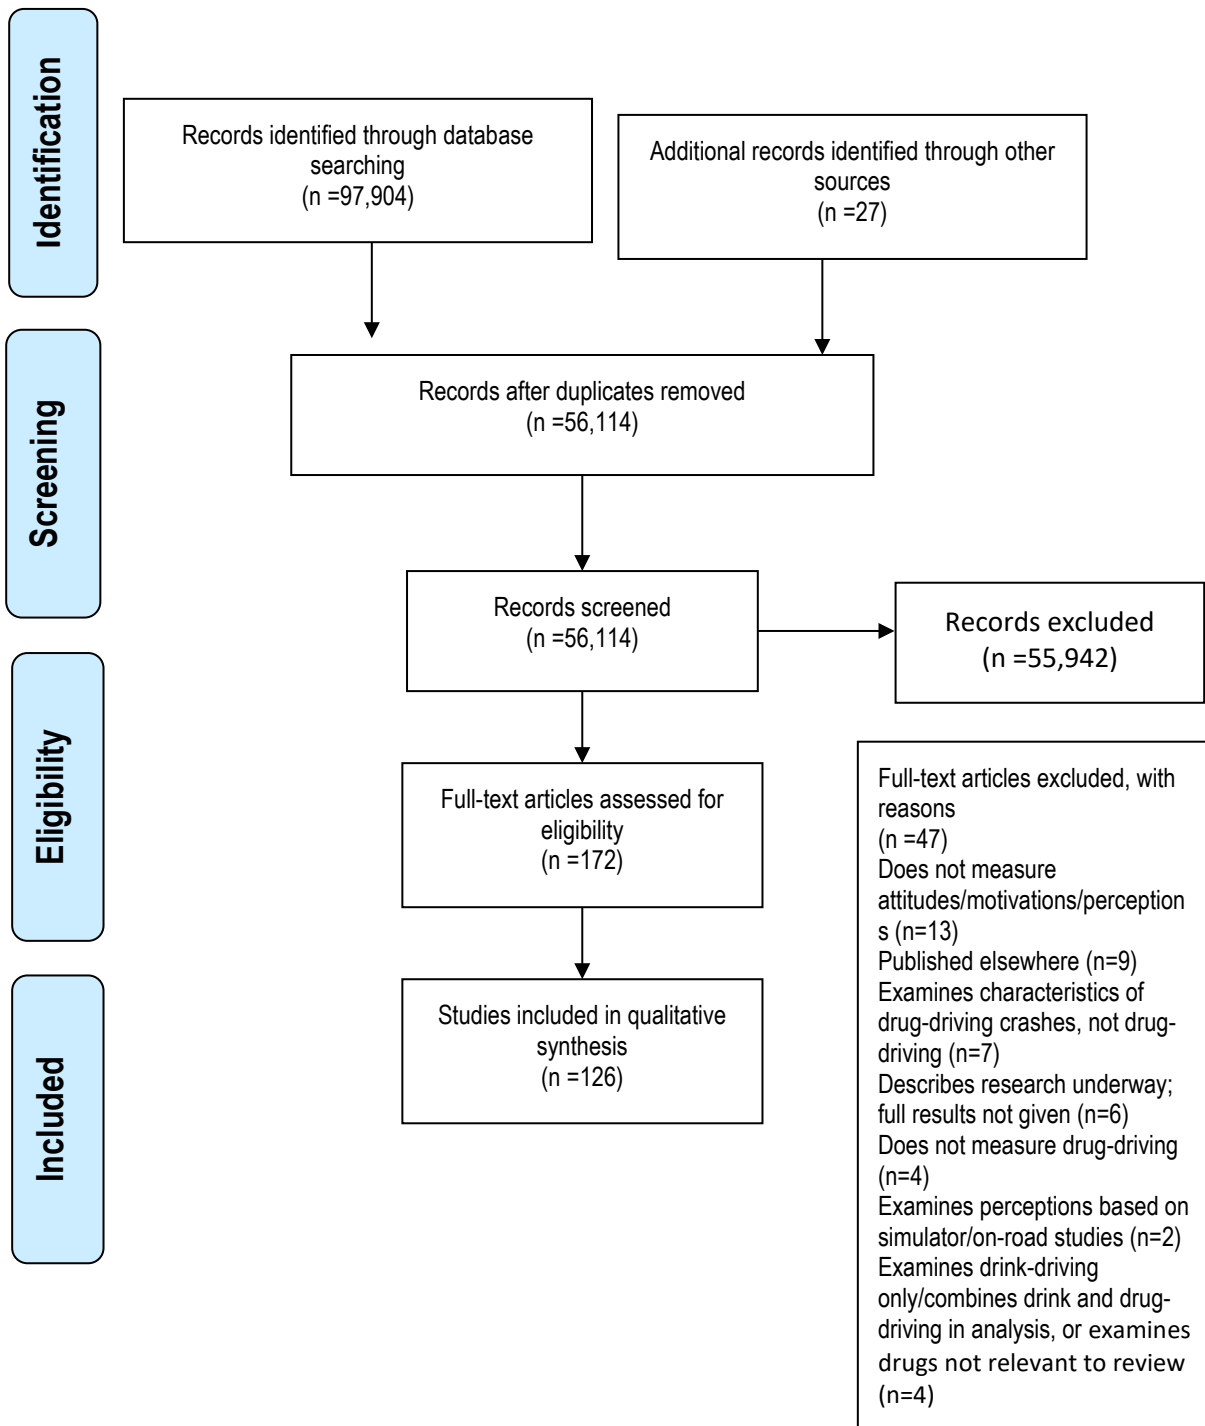 Identification
Records identified through database
searching
(n =97,904)
Additional records identified through other
sources
(n =27)
Screening
Records after duplicates removed
(n =56,114)
Records screened
(n =56,114)
Records excluded
(n =55,942)
Eligibility
Full-text articles assessed for
eligibility
(n =172)
Full-text articles excluded, with
reasons
(n =47)
Does not measure
attitudes/motivations/perception
s (n=13)
Published elsewhere (n=9)
Examines characteristics of
drug-driving crashes, not drug-
driving (n=7)
Describes research underway;
full results not given (n=6)
Does not measure drug-driving
(n=4)
Examines perceptions based on
simulator/on-road studies (n=2)
Examines drink-driving
only/combines drink and drug-
driving in analysis, or examines
drugs not relevant to review
(n=4)
Included
Studies included in qualitative
synthesis
(n =126)